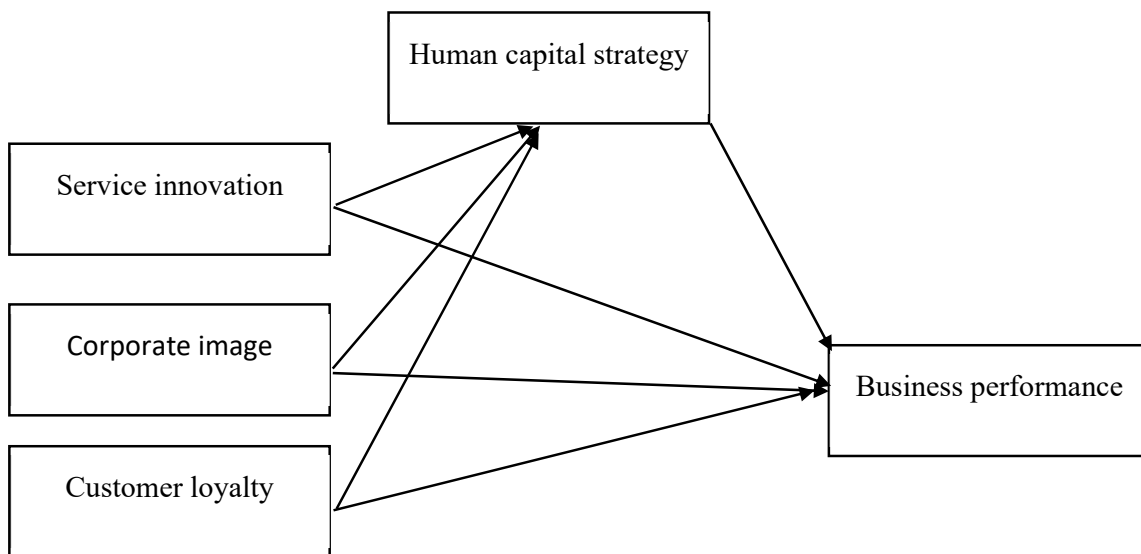 Human capital strategy
Service innovation
Corporate image
Business performance
Customer loyalty